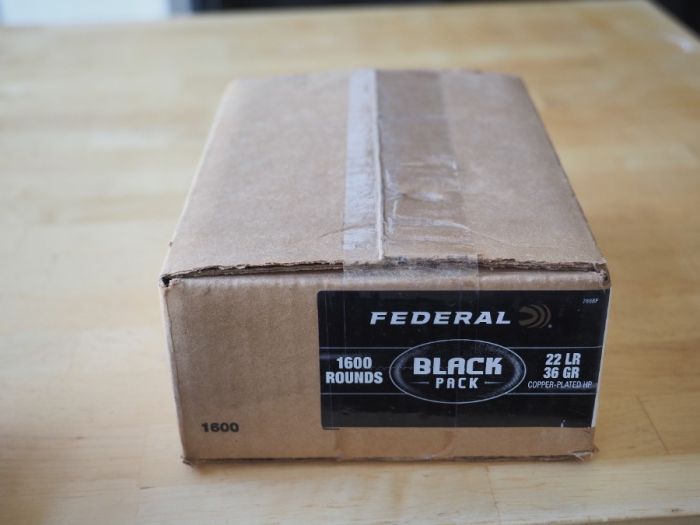 FEDERAL
1600
ROUNDS
BLACK
PACK
22 LR
36 GR
COPPER-PLATED HP
1600